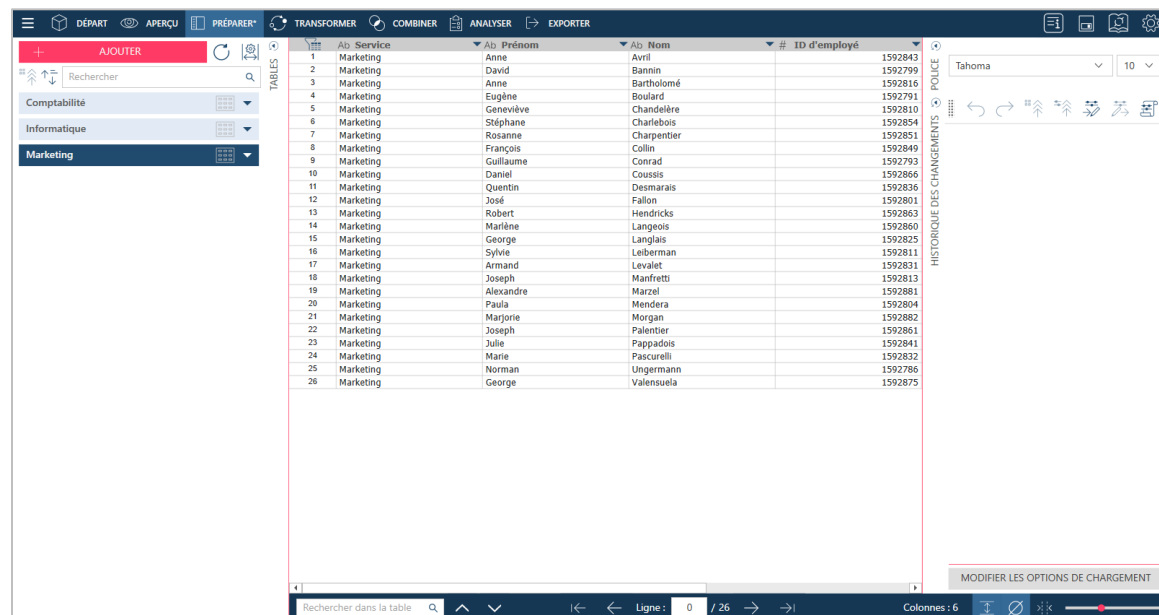 DÉPART APERÇU PRÉPARER* TRANSFORMER COMBINER ANALYSER EXPORTER
+ AJOUTER
Rechercher
Comptabilité
Informatique
Marketing
TABLES
Ab Service Ab Prénom Ab Nom # ID d'employé
1 Marketing Anne Avril 1592843
2 Marketing David Bannin 1592799
3 Marketing Anne Bartholomé 1592816
4 Marketing Eugène Boulard 1592791
5 Marketing Geneviève Chandelère 1592810
6 Marketing Stéphane Charlebois 1592854
7 Marketing Rosanne Charpentier 1592851
8 Marketing François Collin 1592849
9 Marketing Guillaume Conrad 1592793
10 Marketing Daniel Coussis 1592866
11 Marketing Quentin Desmarais 1592836
12 Marketing José Fallon 1592801
13 Marketing Robert Hendricks 1592863
14 Marketing Marlène Langeois 1592860
15 Marketing George Langlais 1592825
16 Marketing Sylvie Leiberman 1592811
17 Marketing Armand Levalet 1592831
18 Marketing Joseph Manfretti 1592813
19 Marketing Alexandre Marzel 1592881
20 Marketing Paula Mendera 1592804
21 Marketing Marjorie Morgan 1592882
22 Marketing Joseph Palentier 1592861
23 Marketing Julie Pappadois 1592841
24 Marketing Marie Pascurelli 1592832
25 Marketing Norman Ungermann 1592786
26 Marketing George Valensuela 1592875
Rechercher dans la table Ligne : 0 / 26 Colonnes : 6
POLICE
Tahoma 10
HISTORIQUE DES CHANGEMENTS
MODIFIER LES OPTIONS DE CHARGEMENT